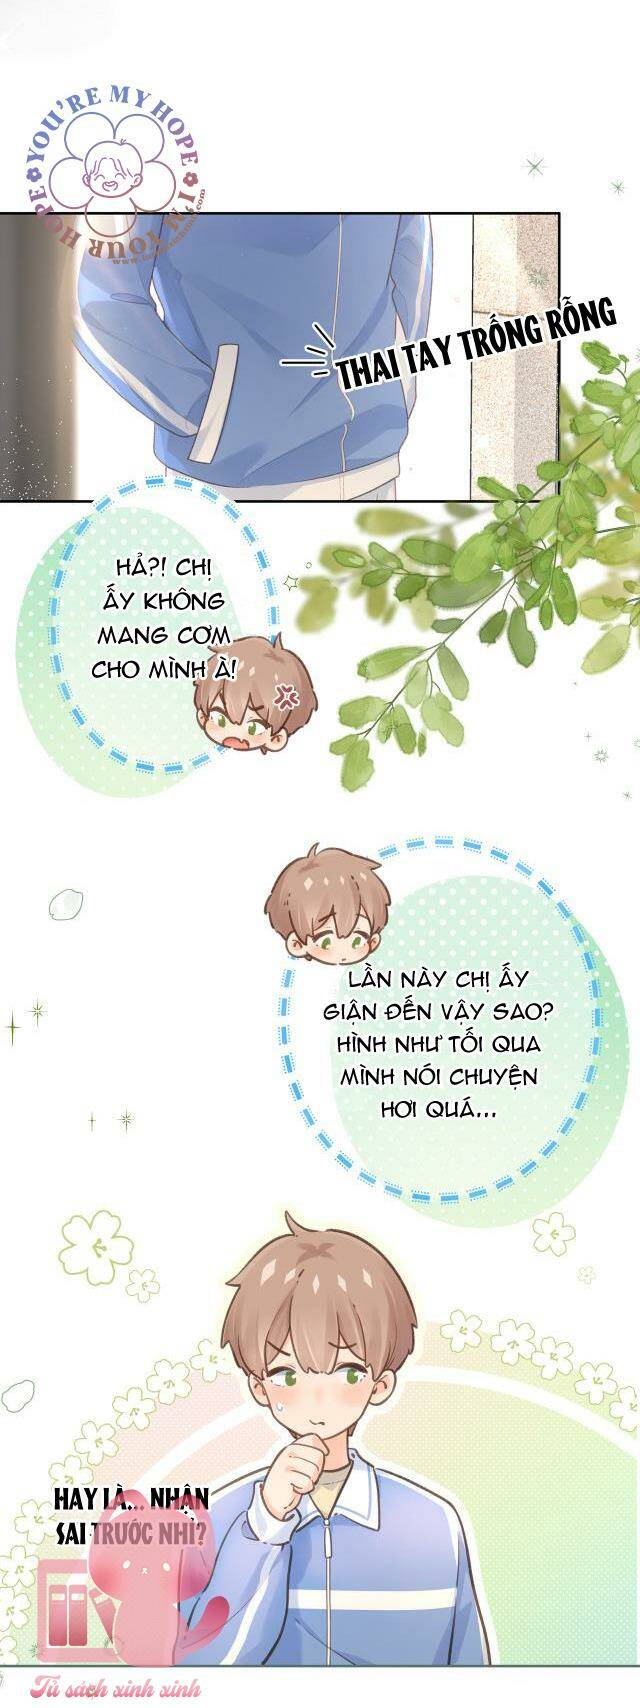 YOU'RE MY HOPE
I'M YOUR HOPE
THAI TAY TRỐNG RỖNG
HẢ?! CHỊ
ẤY KHÔNG
MANG CƠM
CHO MÌNH À!
LẦN NÀY CHỊ ẤY
GIẬN ĐẾN VẬY SAO?
HÌNH NHƯ TỐI QUA
MÌNH NÓI CHUYỆN
HƠI QUÁ...
HAY LÀ... NHẬN
SAI TRƯỚC NHỈ?
Tủ sách xinh xinh